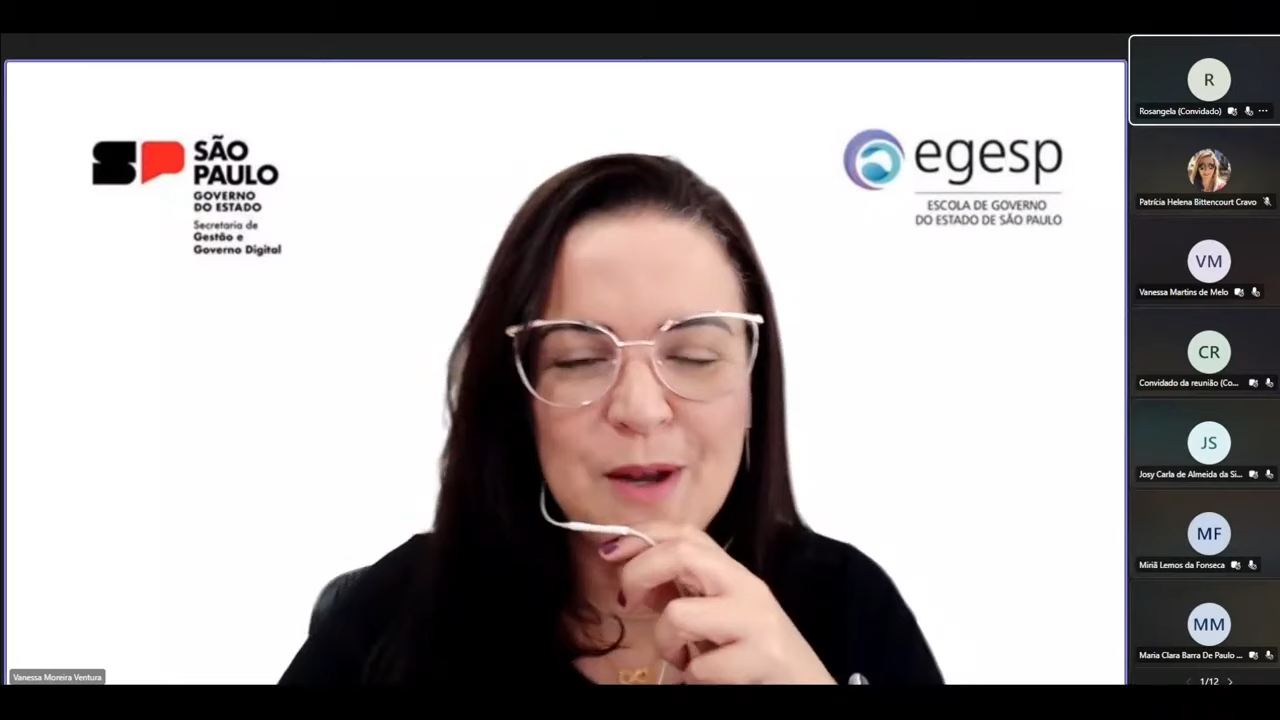 SÃO
PAULO
GOVERNO
DO ESTADO
Secretaria de
Gestão e
Governo Digital
egesp
ESCOLA DE GOVERNO
DO ESTADO DE SÃO PAULO
Vanessa Moreira Ventura
R
Rosangela (Convidado)
Patrícia Helena Bittencourt Cravo
VM
Vanessa Martins de Melo
CR
Convidado da reunião (Co...
JS
Josy Carla de Almeida da Si...
MF
Miriã Lemos da Fonseca
MM
Maria Clara Barra De Paulo ...
1/12